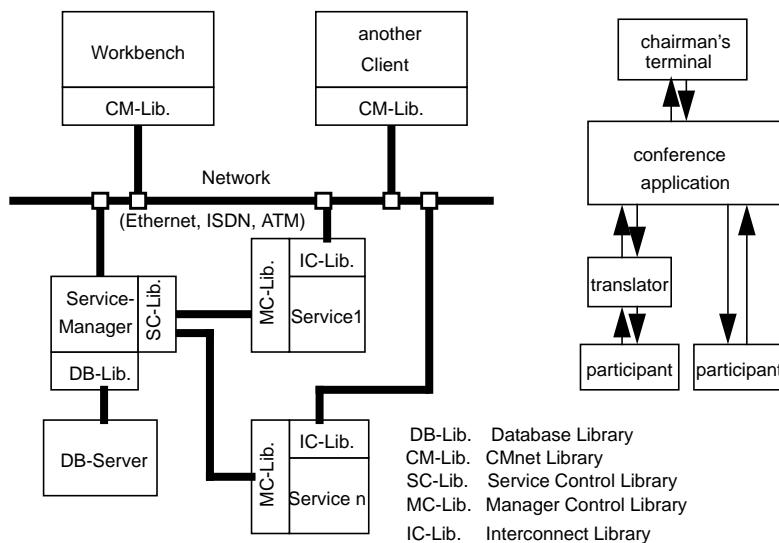 Workbench
CM-Lib.
another
Client
CM-Lib.
Network
(Ethernet, ISDN, ATM)
Service-
Manager
SC-Lib.
DB-Lib.
DB-Server
MC-Lib.
IC-Lib.
Service1
MC-Lib.
IC-Lib.
Service n
chairman's
terminal
conference
application
translator
participant
participant
DB-Lib. Database Library
CM-Lib. CMnet Library
SC-Lib. Service Control Library
MC-Lib. Manager Control Library
IC-Lib. Interconnect Library